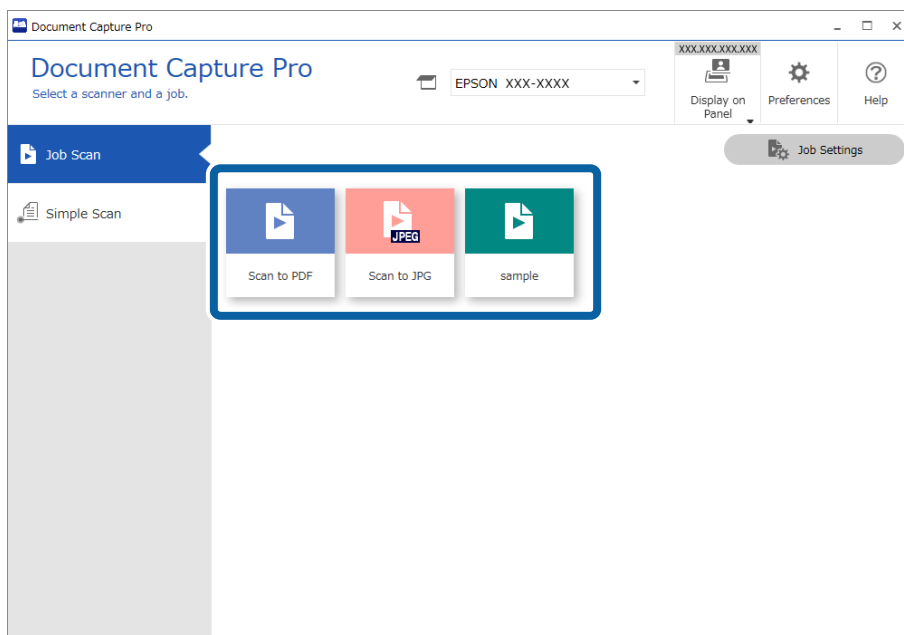 Document Capture Pro
Document Capture Pro
Select a scanner and a job.
EPSON XXX-XXXX
XXX.XXX.XXX.XXX
Display on
Panel
Preferences
Help
Job Scan
Job Settings
Simple Scan
JPEG
Scan to PDF
Scan to JPG
sample